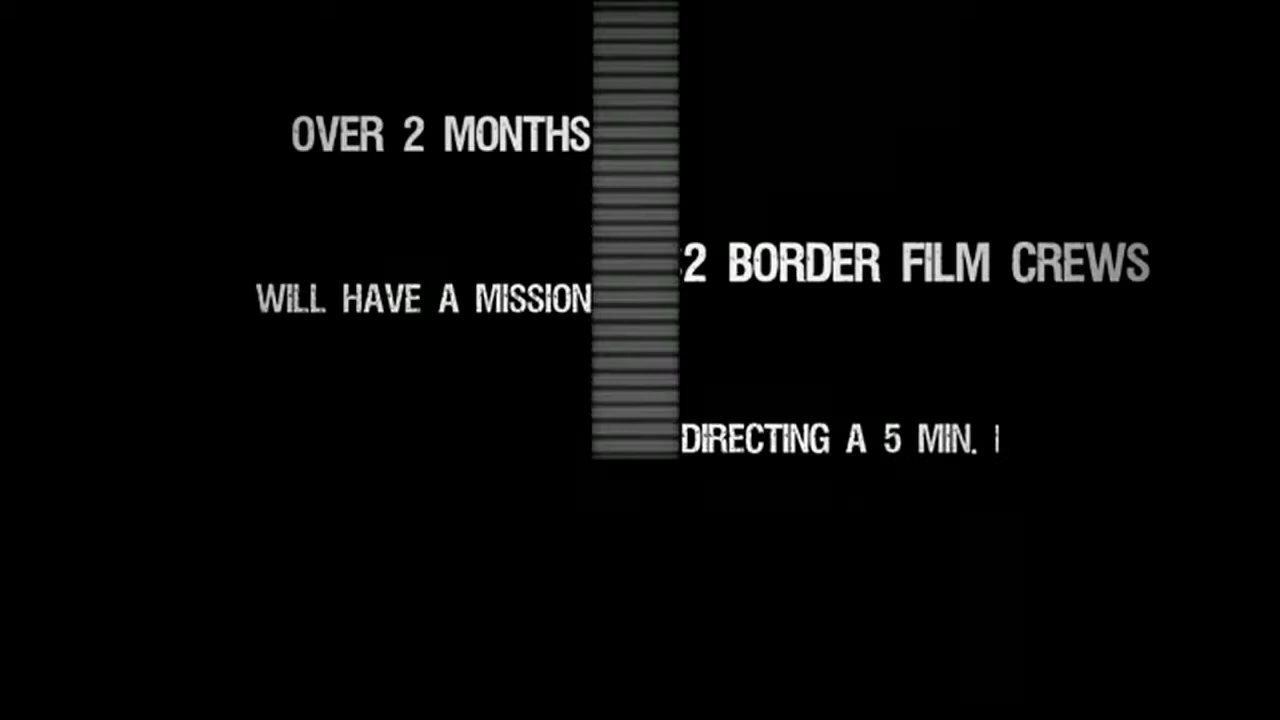 OVER 2 MONTHS
2 BORDER FILM CREWS
WILL HAVE A MISSION
DIRECTING A 5 MIN.